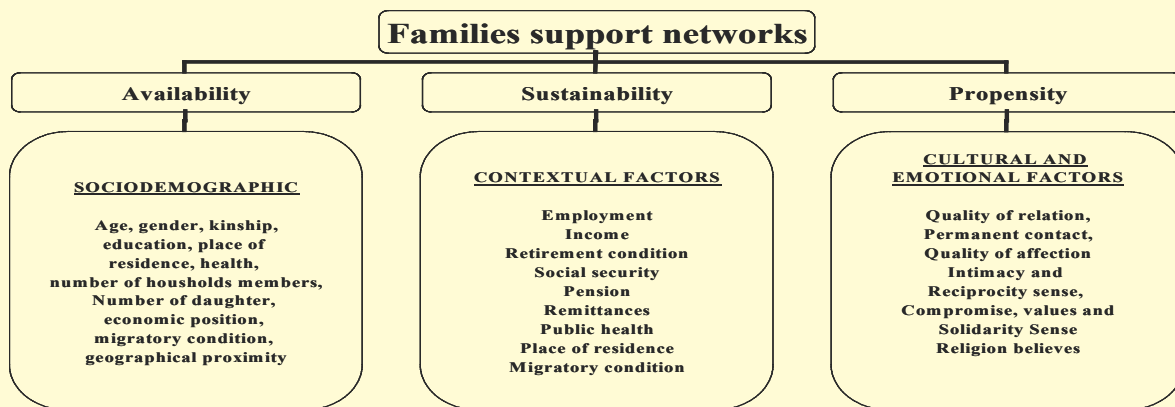 Families support networks
Availability
Sustainability
Propensity
SOCIODEMOGRAPHIC
Age, gender, kinship,
education, place of
residence, health,
number of housholds members,
Number of daughter,
economic position,
migratory condition,
geographical proximity
CONTEXTUAL FACTORS
Employment
Income
Retirement condition
Social security
Pension
Remittances
Public health
Place of residence
Migratory condition
CULTURAL AND
EMOTIONAL FACTORS
Quality of relation,
Permanent contact,
Quality of affection
Intimacy and
Reciprocity sense,
Compromise, values and
Solidarity Sense
Religion believes